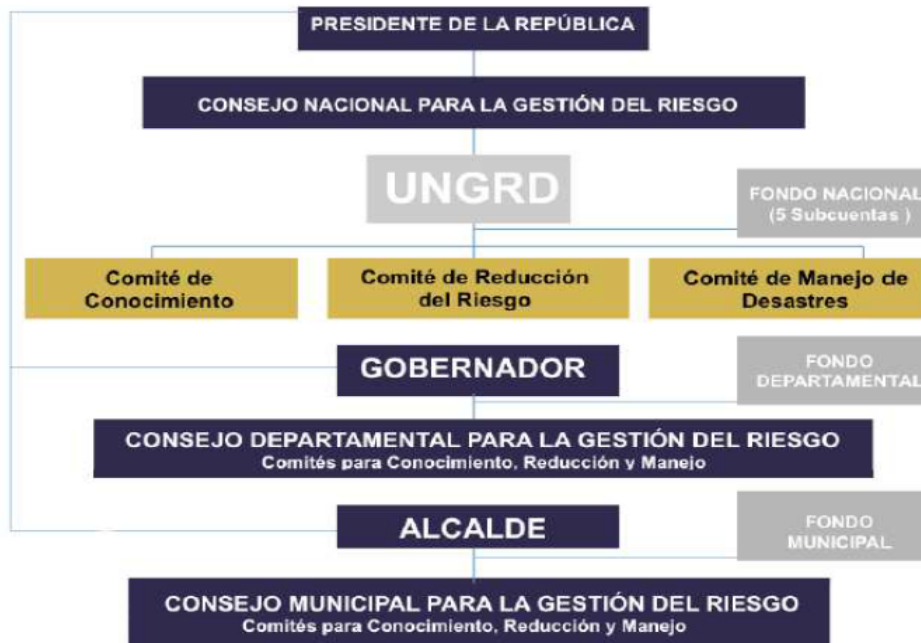 PRESIDENTE DE LA REPÚBLICA
CONSEJO NACIONAL PARA LA GESTIÓN DEL RIESGO
UNGRD
FONDO NACIONAL
(5 Subcuentas )
Comité de
Conocimiento
Comité de Reducción
del Riesgo
Comité de Manejo de
Desastres
GOBERNADOR
FONDO
DEPARTAMENTAL
CONSEJO DEPARTAMENTAL PARA LA GESTIÓN DEL RIESGO
Comités para Conocimiento, Reducción y Manejo
ALCALDE
FONDO
MUNICIPAL
CONSEJO MUNICIPAL PARA LA GESTIÓN DEL RIESGO
Comités para Conocimiento, Reducción y Manejo